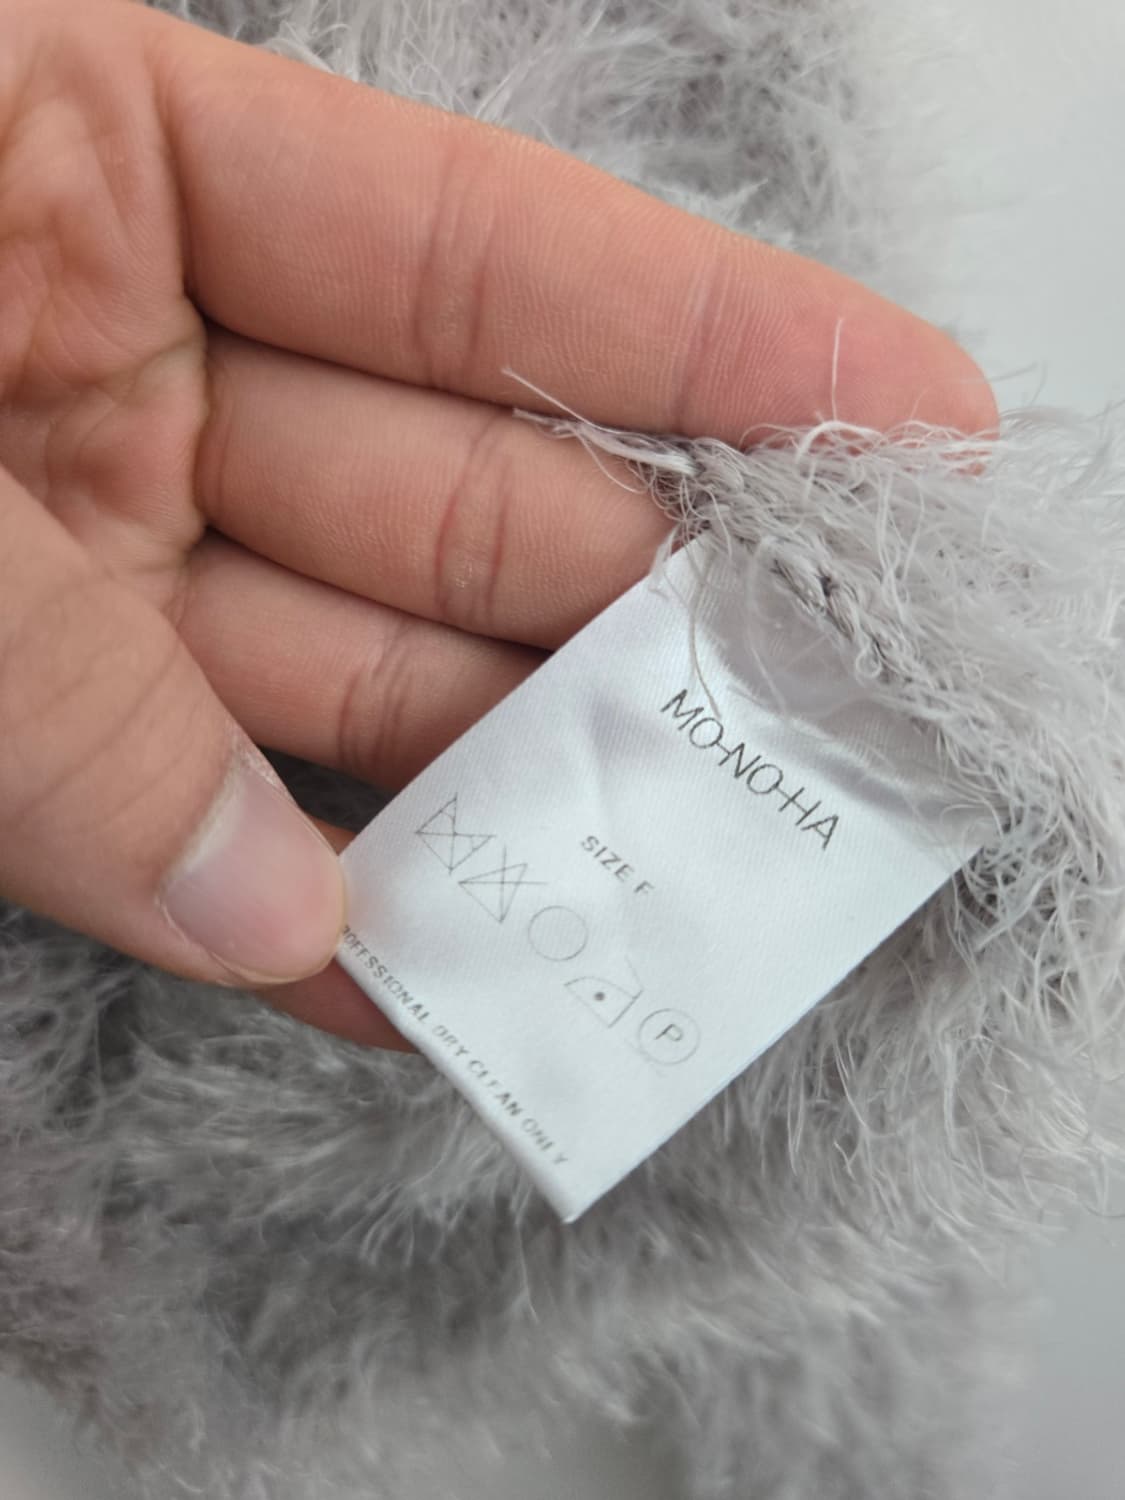 MO-NO-HA
SIZE F
P
PROFESSIONAL DRY CLEAN ONLY